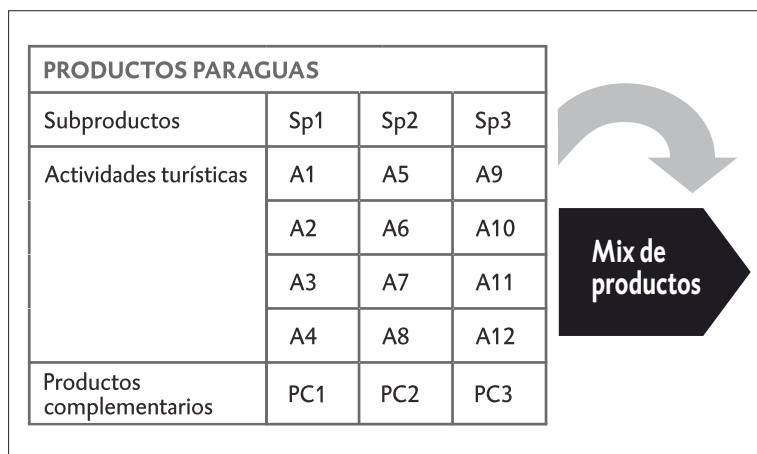 PRODUCTOS PARAGUAS
Subproductos Sp1 Sp2 Sp3
Actividades turísticas A1 A5 A9
A2 A6 A10
A3 A7 A11
A4 A8 A12
Productos
complementarios PC1 PC2 PC3
Mix de
productos